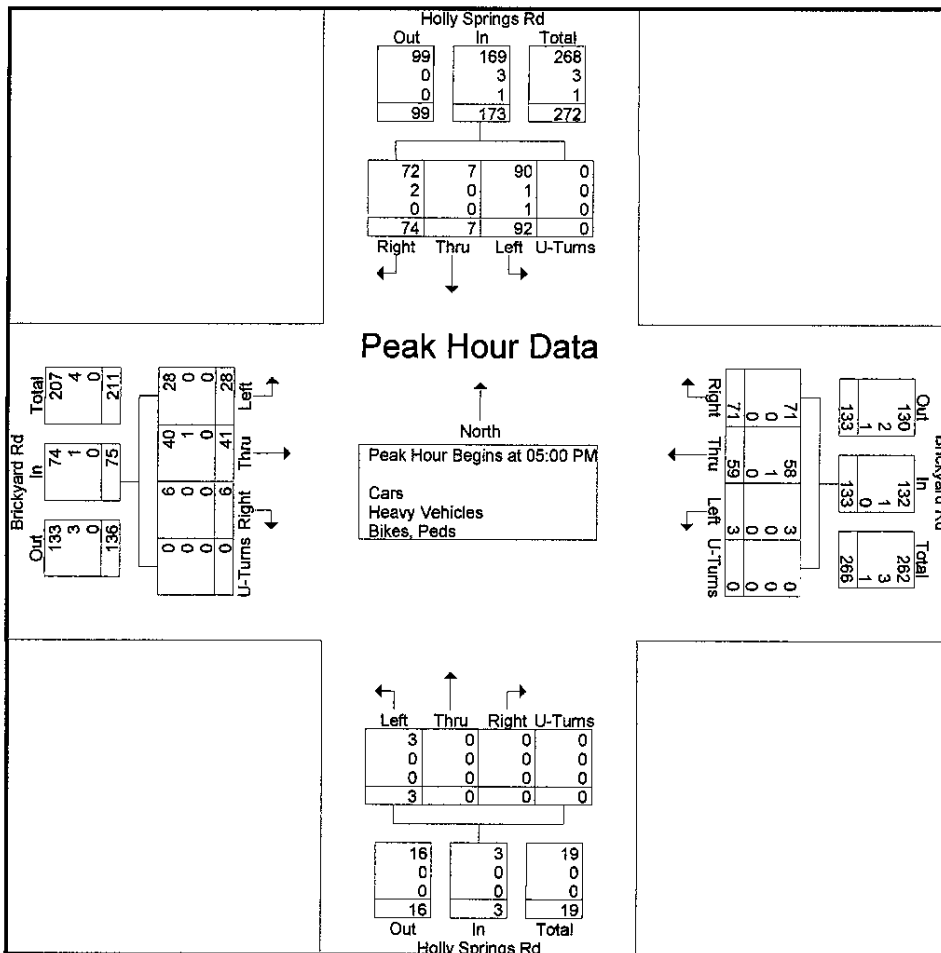 Holly Springs Rd
Out In Total
99 169 268
0 3 3
0 1 1
99 173 272
72 7 90 0
2 0 1 0
0 0 1 0
74 7 92 0
Right Thru Left U-Turns
Peak Hour Data
North
Peak Hour Begins at 05:00 PM
Cars
Heavy Vehicles
Bikes, Peds
Brickyard Rd
Out In Total
133 74 207
3 1 4
0 0 0
136 75 211
28 40 6 0
0 1 0 0
0 0 0 0
28 41 6 0
Left Thru Right U-Turns
Brickyard Rd
Out In Total
130 132 262
2 1 3
1 0 1
133 133 266
71 58 3 0
0 1 0 0
0 0 0 0
71 59 3 0
Right Thru Left U-Turns
Left Thru Right U-Turns
3 0 0 0
0 0 0 0
0 0 0 0
3 0 0 0
16 3 19
0 0 0
0 0 0
16 3 19
Out In Total
Holly Springs Rd